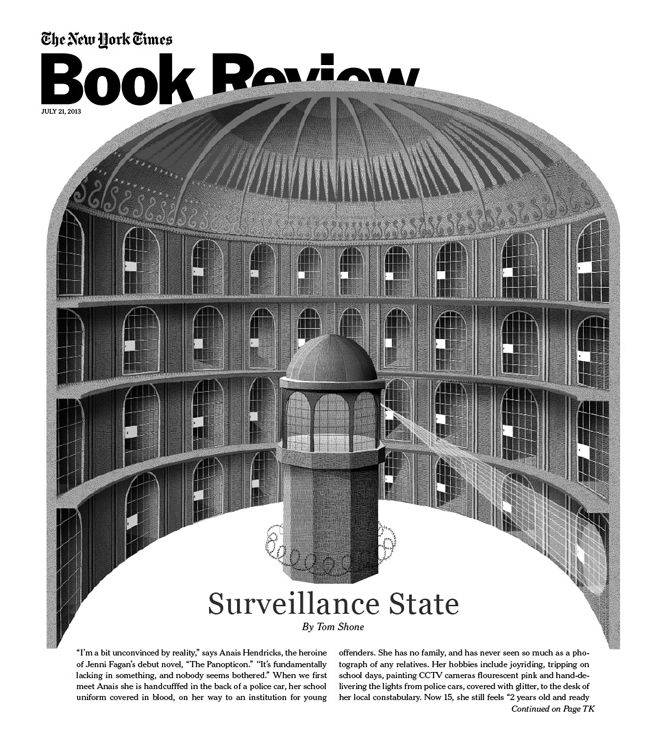 The New York Times
Book Review
JULY 21, 2013
Surveillance State
By Tom Shone
“I’m a bit unconvinced by reality,” says Anais Hendricks, the heroine
of Jenni Fagan’s debut novel, “The Panopticon.” “It’s fundamentally
lacking in something, and nobody seems bothered.” When we first
meet Anais she is handcufffed in the back of a police car, her school
uniform covered in blood, on her way to an institution for young
offenders. She has no family, and has never seen so much as a pho-
tograph of any relatives. Her hobbies include joyriding, tripping on
school days, painting CCTV cameras flourescent pink and hand-de-
livering the lights from police cars, covered with glitter, to the desk of
her local constabulary. Now 15, she still feels “2 years old and ready
Continued on Page TK